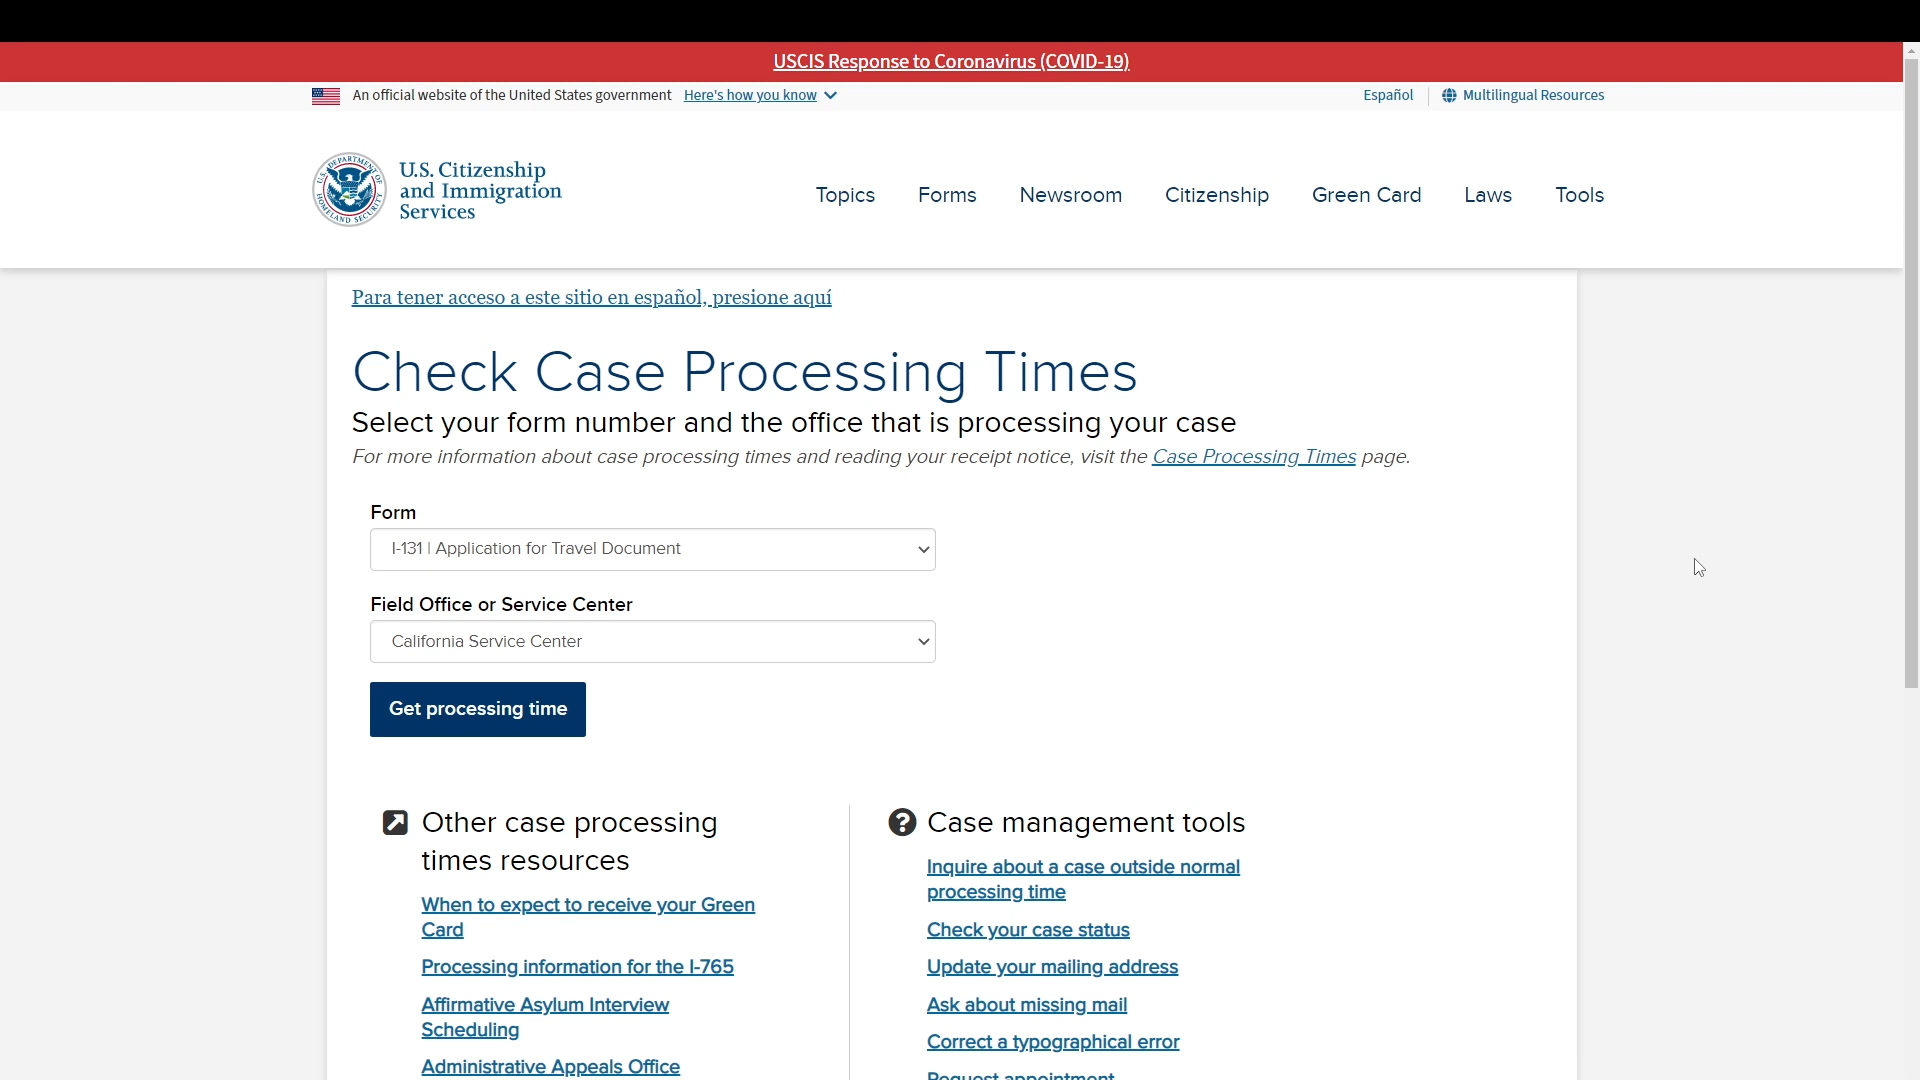 USCIS Response to Coronavirus (COVID-19)
An official website of the United States government Here's how you know
Español
Multilingual Resources
U.S. Citizenship
and Immigration
Services
Topics
Forms
Newsroom
Citizenship
Green Card
Laws
Tools
Para tener acceso a este sitio en español, presione aquí
Check Case Processing Times
Select your form number and the office that is processing your case
For more information about case processing times and reading your receipt notice, visit the Case Processing Times page.
Form
I-131 | Application for Travel Document
Field Office or Service Center
California Service Center
Get processing time
Other case processing
times resources
When to expect to receive your Green
Card
Processing information for the I-765
Affirmative Asylum Interview
Scheduling
Administrative Appeals Office
Case management tools
Inquire about a case outside normal
processing time
Check your case status
Update your mailing address
Ask about missing mail
Correct a typographical error
Request appointment